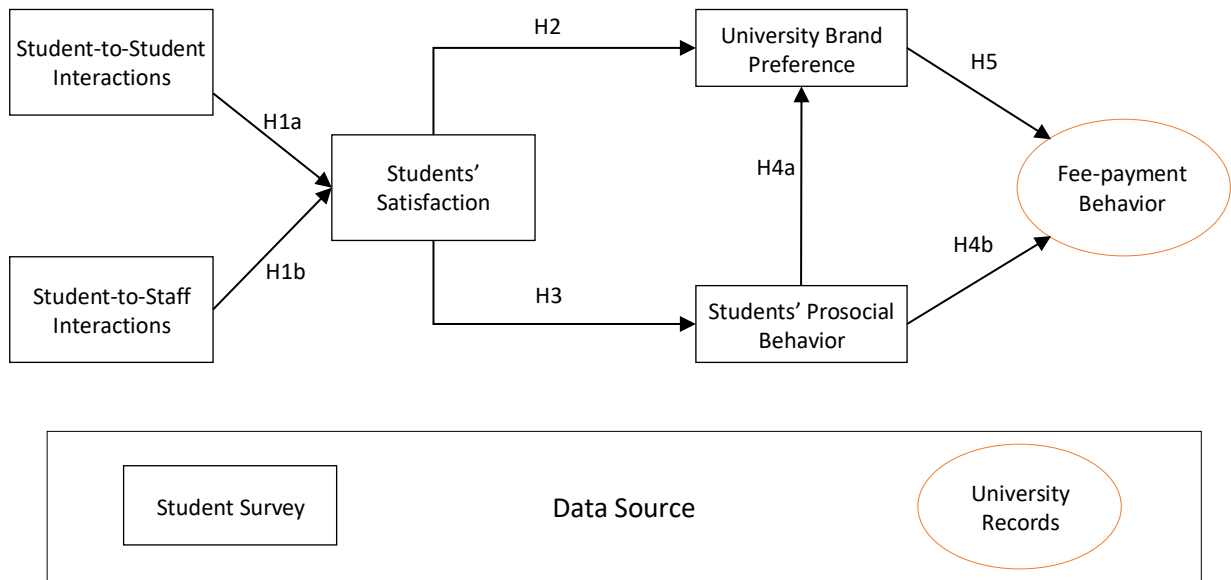 Student-to-Student
Interactions
H1a
Student-to-Staff
Interactions
H1b
Students’
Satisfaction
H2
H3
University Brand
Preference
H4a
Students’ Prosocial
Behavior
H5
H4b
Fee-payment
Behavior
Student Survey
Data Source
University
Records